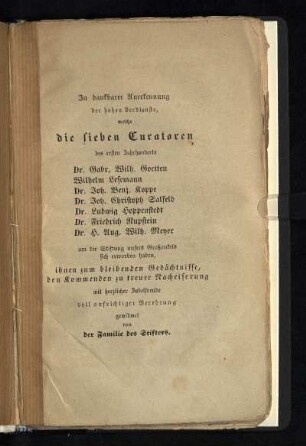 In dankbarer Anerkennung
der hohen Verdienste,
welche
die sieben Curatoren
des ersten Jahrhunderts
Dr. Gabr. Wilh. Goetten
Wilhelm Lesemann
Dr. Joh. Benj. Koppe
Dr. Joh. Christoph Salfeld
Dr. Ludwig Hoppenstedt
Dr. Friedrich Rupstein
Dr. H. Aug. Wilh. Meyer
um die Stiftung unsers Großonkels
sich erworben haben,
ihnen zum bleibenden Gedächtnisse,
den Kommenden zu treuer Nacheiferung
mit herzlicher Jubelfreude
voll aufrichtiger Verehrung
gewidmet
von
der Familie des Stifters.